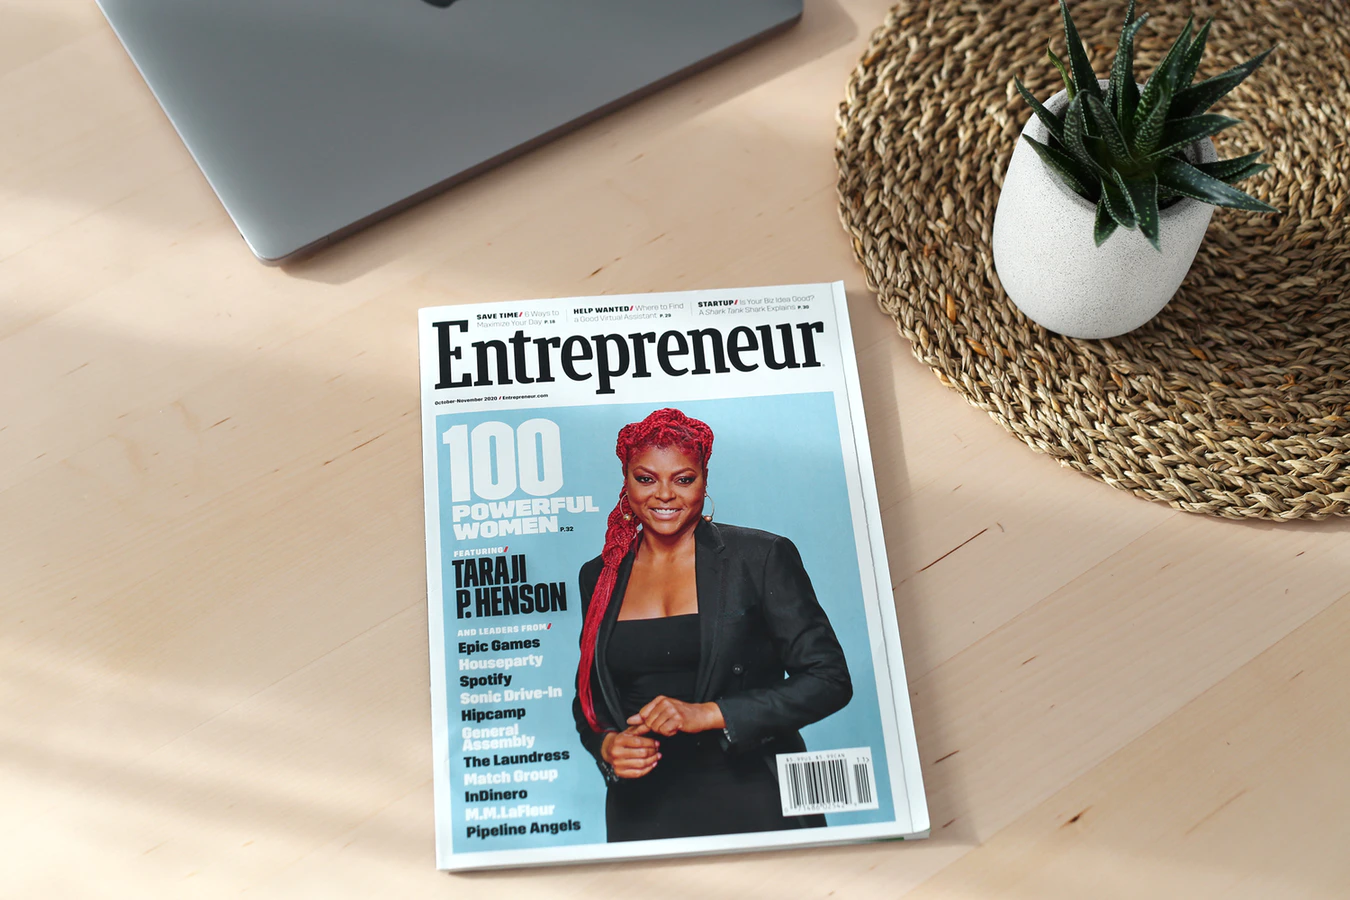 SAVE TIME/ 6 Ways to
Maximize Your Day P.16
HELP WANTED/ Where to Find
a Good Virtual Assistant P.29
STARTUP/ Is Your Biz Idea Good?
A Shark Tank Shark Explains P.30
Entrepreneur
October-November 2020 / Entrepreneur.com
100
POWERFUL
WOMEN P.32
FEATURING/
TARAJI
P. HENSON
AND LEADERS FROM/
Epic Games
Houseparty
Spotify
Sonic Drive-In
Hipcamp
General
Assembly
The Laundress
Match Group
InDinero
M.M.LaFleur
Pipeline Angels